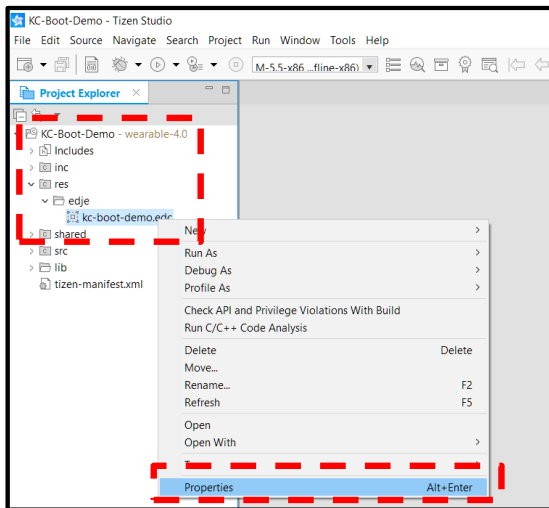 KC-Boot-Demo - Tizen Studio
File Edit Source Navigate Search Project Run Window Tools Help
M-5.5-x86 ...fline-x86)
Project Explorer
KC-Boot-Demo - wearable-4.0
Includes
inc
res
edje
kc-boot-demo.edc
shared
New
src
Run As
lib
Debug As
tizen-manifest.xml
Profile As
Check API and Privilege Violations With Build
Run C/C++ Code Analysis
Delete Delete
Move...
Rename... F2
Refresh F5
Open
Open With
Properties Alt+Enter